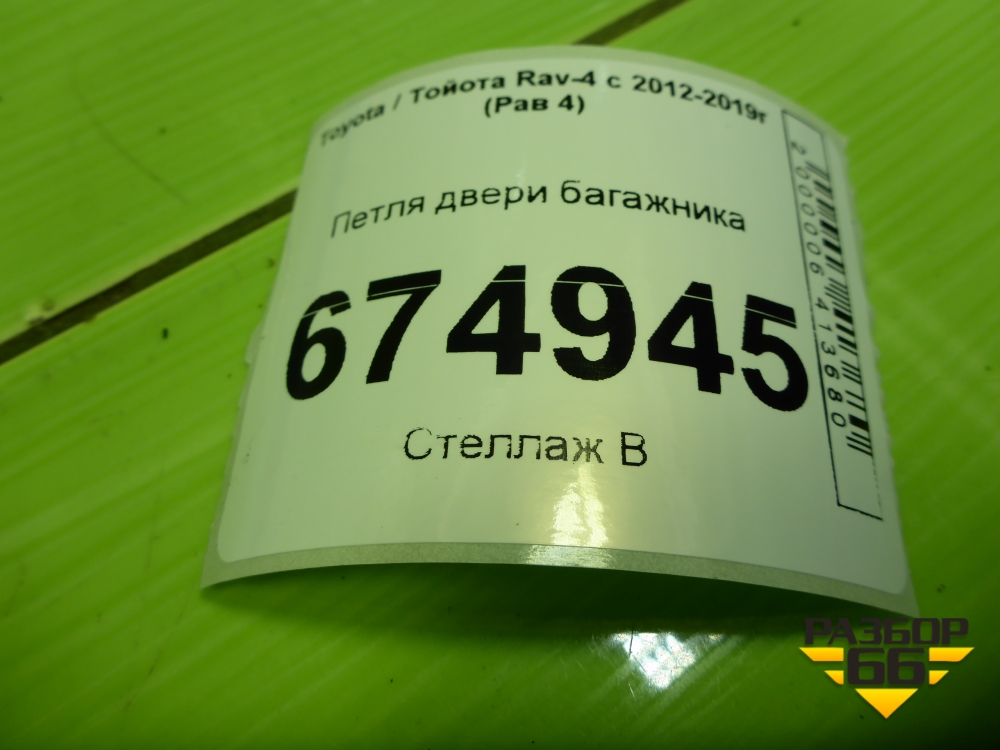 Toyota / Тойота Rav-4 с 2012-2019г
(Рав 4)
Петля двери багажника
674945
Стеллаж В
2000006413680
РАЗБОР
66